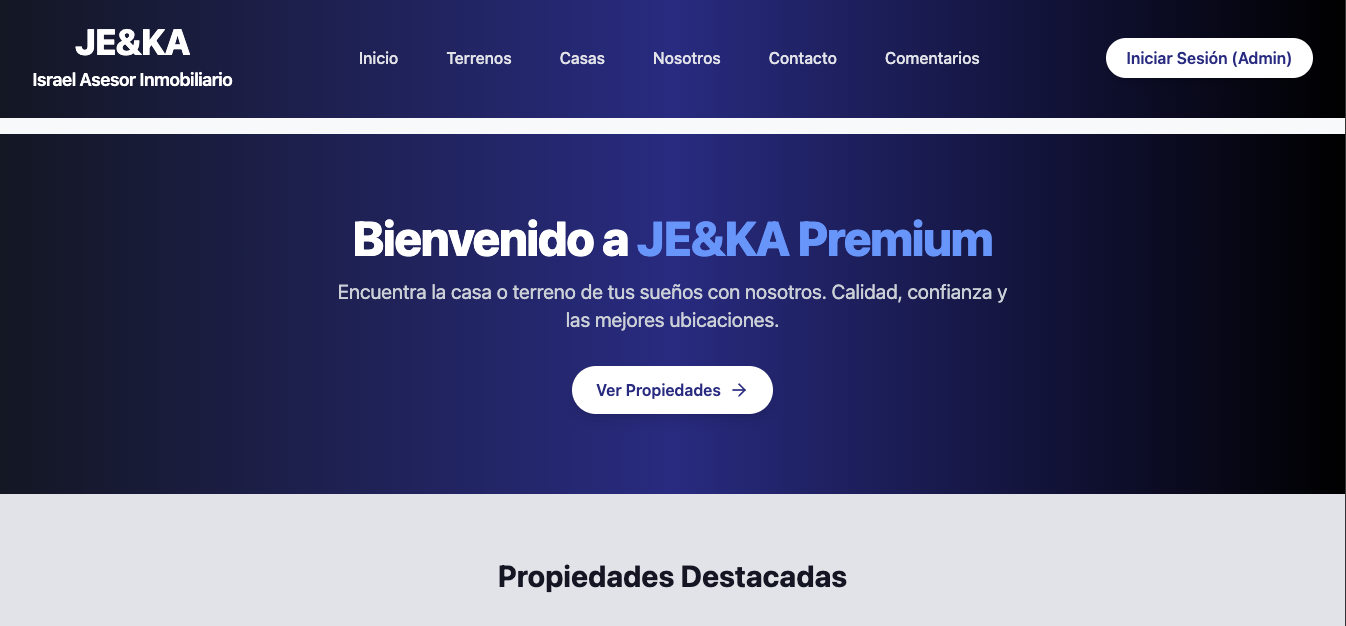 JE&KA
Israel Asesor Inmobiliario
Inicio
Terrenos
Casas
Nosotros
Contacto
Comentarios
Iniciar Sesión (Admin)
Bienvenido a JE&KA Premium
Encuentra la casa o terreno de tus sueños con nosotros. Calidad, confianza y
las mejores ubicaciones.
Ver Propiedades →
Propiedades Destacadas